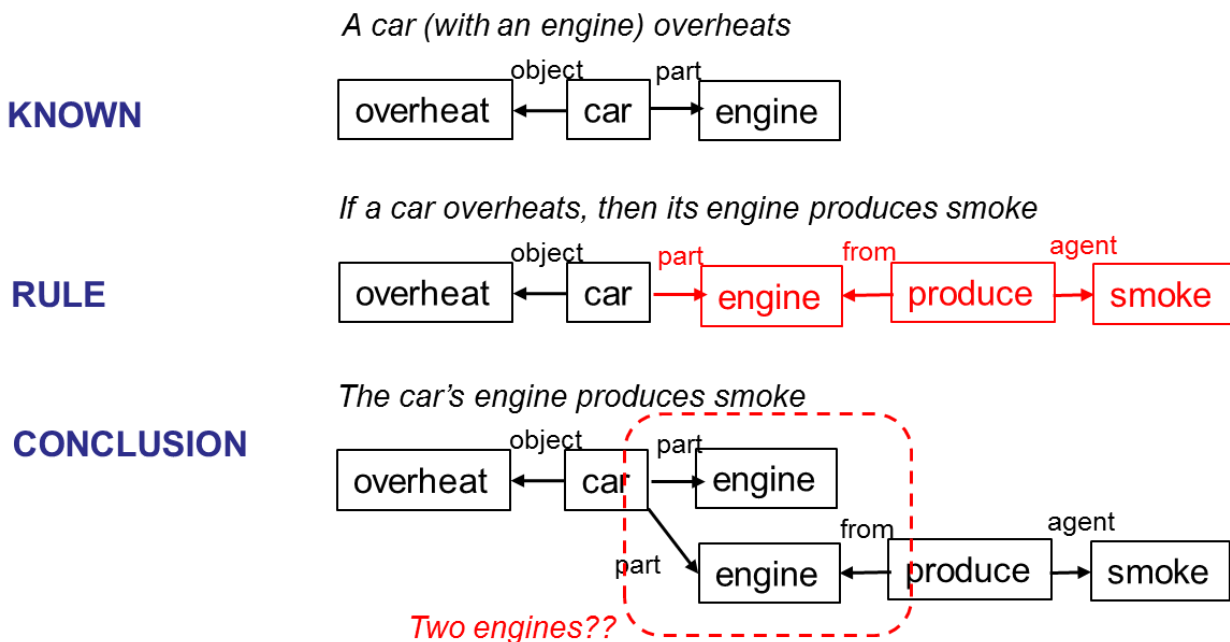 A car (with an engine) overheats
object part
KNOWN overheat car engine
If a car overheats, then its engine produces smoke
object part from agent
RULE overheat car engine produce smoke
The car's engine produces smoke
CONCLUSION object part
overheat car engine
from agent
part engine produce smoke
Two engines??